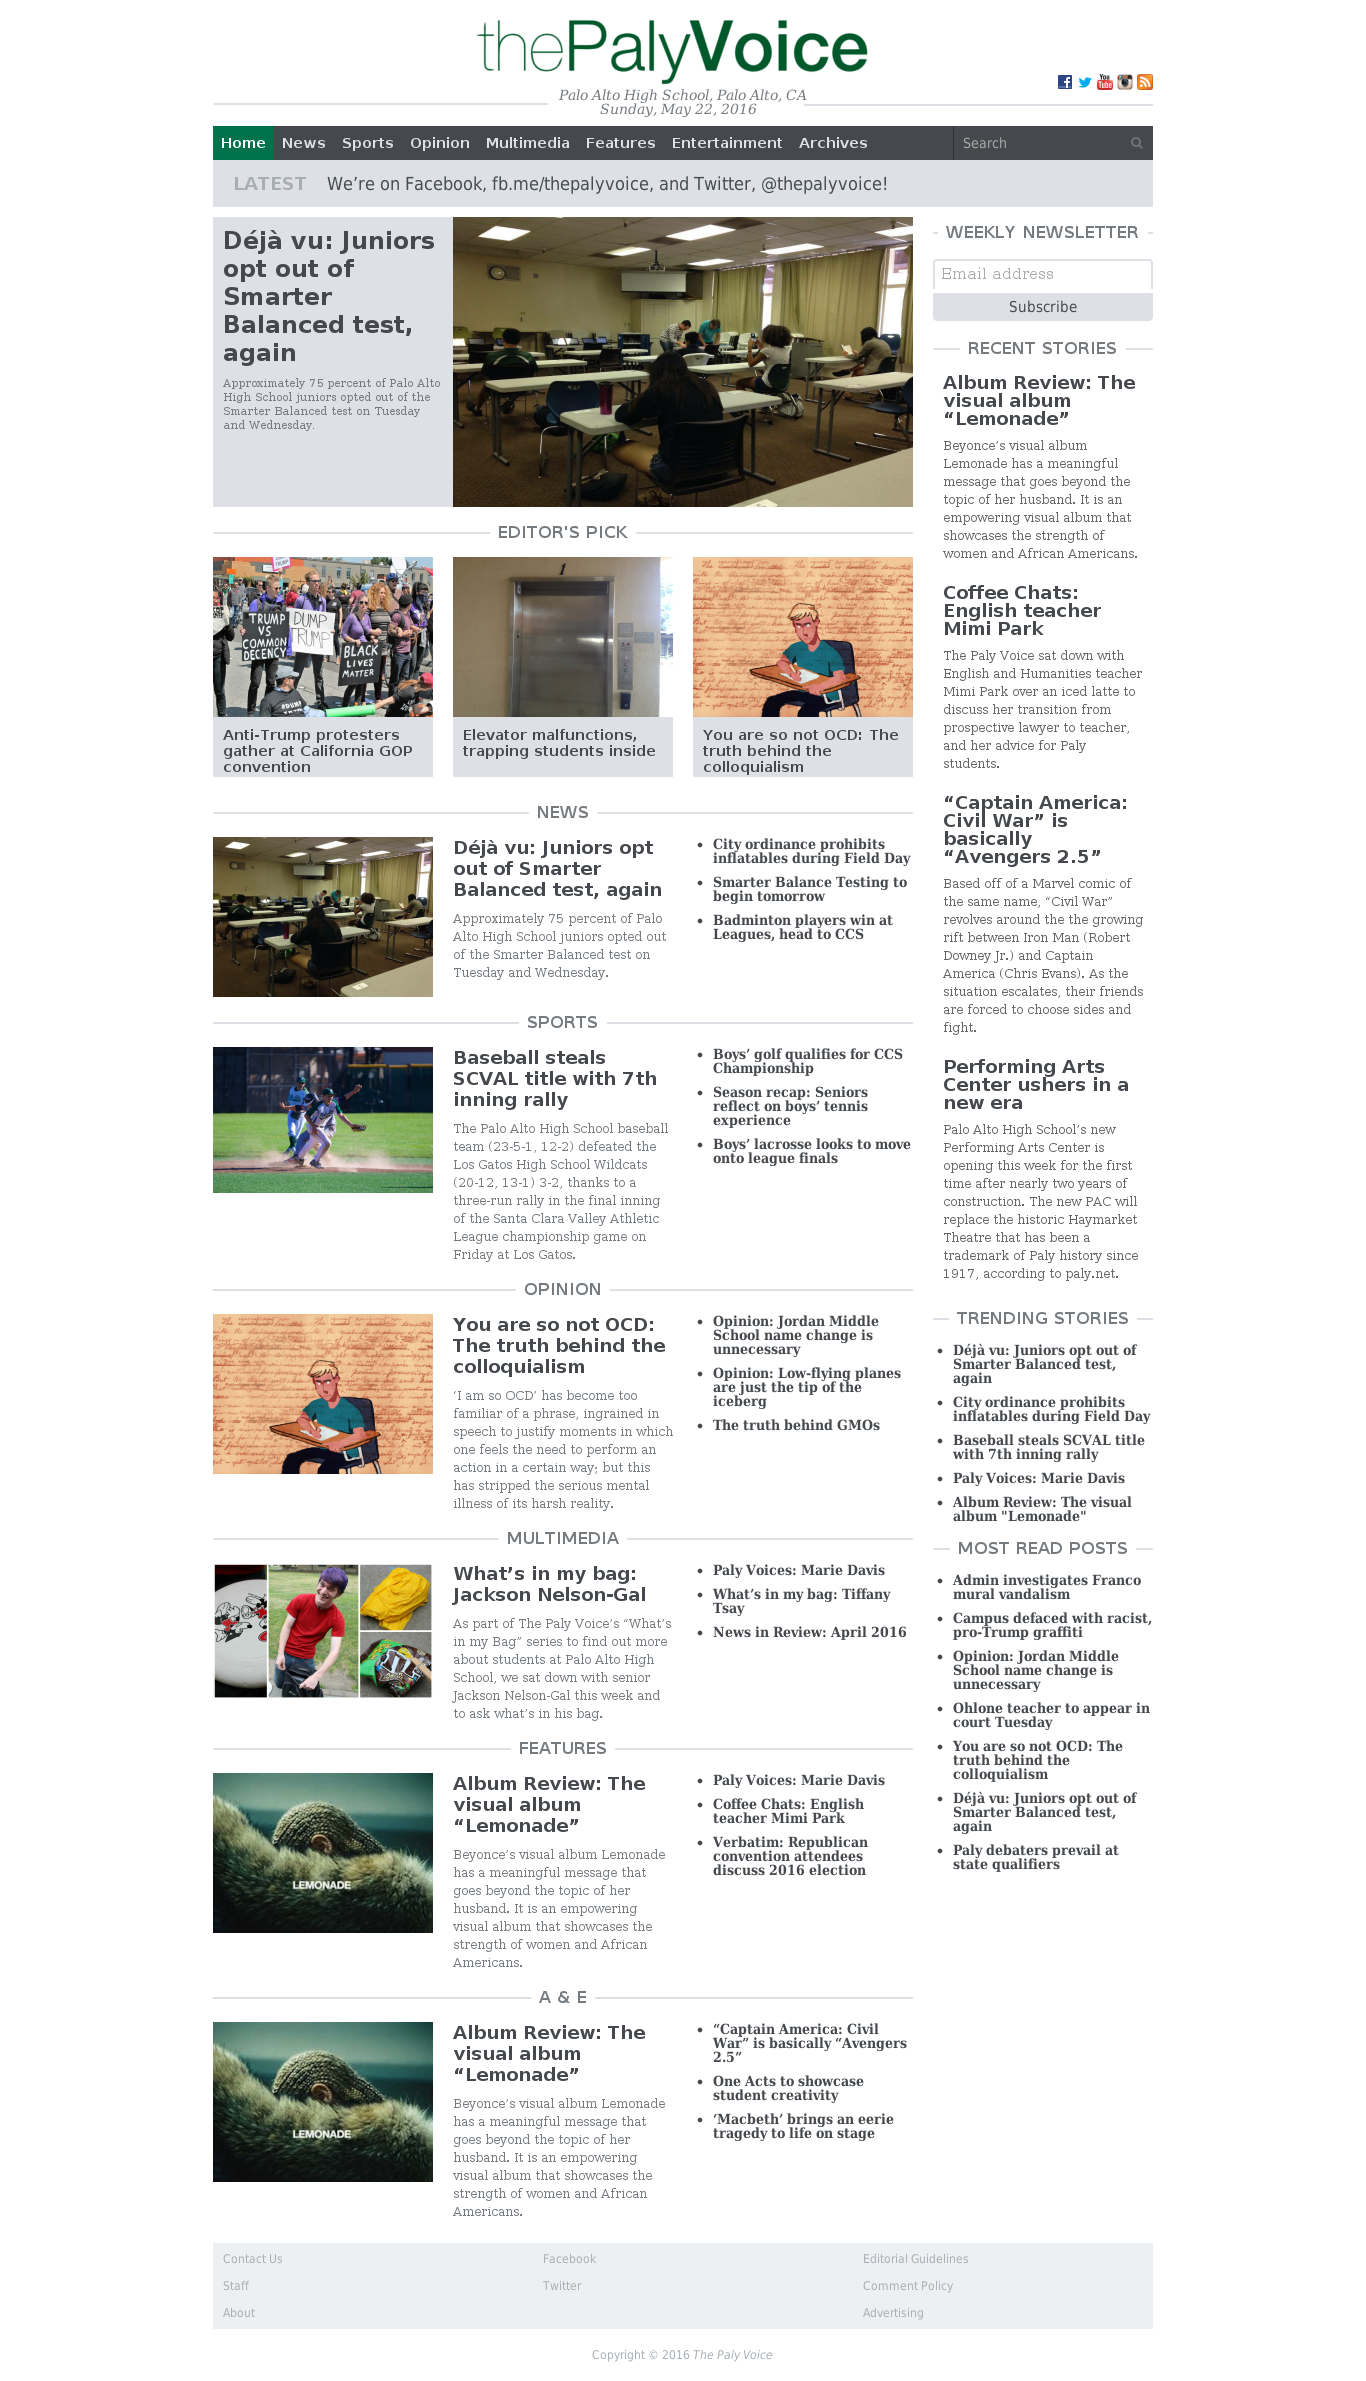 thePalyVoice
Palo Alto High School, Palo Alto, CA
Sunday, May 22, 2016
Home News Sports Opinion Multimedia Features Entertainment Archives Search
LATEST We’re on Facebook, fb.me/thepalyvoice, and Twitter, @thepalyvoice!
Déjà vu: Juniors
opt out of
Smarter
Balanced test,
again
Approximately 75 percent of Palo Alto
High School juniors opted out of the
Smarter Balanced test on Tuesday
and Wednesday.
EDITOR'S PICK
TRUMP
VS
COMMON
DECENCY
DUMP
TRUMP
BLACK
LIVES
MATTER
Anti-Trump protesters
gather at California GOP
convention
1
Elevator malfunctions,
trapping students inside
You are so not OCD: The
truth behind the
colloquialism
NEWS
Déjà vu: Juniors opt
out of Smarter
Balanced test, again
Approximately 75 percent of Palo
Alto High School juniors opted out
of the Smarter Balanced test on
Tuesday and Wednesday.
• City ordinance prohibits
inflatables during Field Day
• Smarter Balance Testing to
begin tomorrow
• Badminton players win at
Leagues, head to CCS
SPORTS
Baseball steals
SCVAL title with 7th
inning rally
The Palo Alto High School baseball
team (23-5-1, 12-2) defeated the
Los Gatos High School Wildcats
(20-12, 13-1) 3-2, thanks to a
three-run rally in the final inning
of the Santa Clara Valley Athletic
League championship game on
Friday at Los Gatos.
• Boys’ golf qualifies for CCS
Championship
• Season recap: Seniors
reflect on boys’ tennis
experience
• Boys’ lacrosse looks to move
onto league finals
OPINION
You are so not OCD:
The truth behind the
colloquialism
‘I am so OCD’ has become too
familiar of a phrase, ingrained in
speech to justify moments in which
one feels the need to perform an
action in a certain way; but this
has stripped the serious mental
illness of its harsh reality.
• Opinion: Jordan Middle
School name change is
unnecessary
• Opinion: Low-flying planes
are just the tip of the
iceberg
• The truth behind GMOs
MULTIMEDIA
What’s in my bag:
Jackson Nelson-Gal
As part of The Paly Voice’s “What’s
in my Bag” series to find out more
about students at Palo Alto High
School, we sat down with senior
Jackson Nelson-Gal this week and
to ask what’s in his bag.
• Paly Voices: Marie Davis
• What’s in my bag: Tiffany
Tsay
• News in Review: April 2016
FEATURES
LEMONADE
Album Review: The
visual album
“Lemonade”
Beyonce’s visual album Lemonade
has a meaningful message that
goes beyond the topic of her
husband. It is an empowering
visual album that showcases the
strength of women and African
Americans.
• Paly Voices: Marie Davis
• Coffee Chats: English
teacher Mimi Park
• Verbatim: Republican
convention attendees
discuss 2016 election
A & E
LEMONADE
Album Review: The
visual album
“Lemonade”
Beyonce’s visual album Lemonade
has a meaningful message that
goes beyond the topic of her
husband. It is an empowering
visual album that showcases the
strength of women and African
Americans.
• “Captain America: Civil
War” is basically “Avengers
2.5”
• One Acts to showcase
student creativity
• ‘Macbeth’ brings an eerie
tragedy to life on stage
WEEKLY NEWSLETTER
Email address
Subscribe
RECENT STORIES
Album Review: The
visual album
“Lemonade”
Beyonce’s visual album
Lemonade has a meaningful
message that goes beyond the
topic of her husband. It is an
empowering visual album that
showcases the strength of
women and African Americans.
Coffee Chats:
English teacher
Mimi Park
The Paly Voice sat down with
English and Humanities teacher
Mimi Park over an iced latte to
discuss her transition from
prospective lawyer to teacher,
and her advice for Paly
students.
“Captain America:
Civil War” is
basically
“Avengers 2.5”
Based off of a Marvel comic of
the same name, “Civil War”
revolves around the the growing
rift between Iron Man (Robert
Downey Jr.) and Captain
America (Chris Evans). As the
situation escalates, their friends
are forced to choose sides and
fight.
Performing Arts
Center ushers in a
new era
Palo Alto High School’s new
Performing Arts Center is
opening this week for the first
time after nearly two years of
construction. The new PAC will
replace the historic Haymarket
Theatre that has been a
trademark of Paly history since
1917, according to paly.net.
TRENDING STORIES
• Déjà vu: Juniors opt out of
Smarter Balanced test,
again
• City ordinance prohibits
inflatables during Field Day
• Baseball steals SCVAL title
with 7th inning rally
• Paly Voices: Marie Davis
• Album Review: The visual
album "Lemonade"
MOST READ POSTS
• Admin investigates Franco
mural vandalism
• Campus defaced with racist,
pro-Trump graffiti
• Opinion: Jordan Middle
School name change is
unnecessary
• Ohlone teacher to appear in
court Tuesday
• You are so not OCD: The
truth behind the
colloquialism
• Déjà vu: Juniors opt out of
Smarter Balanced test,
again
• Paly debaters prevail at
state qualifiers
Contact Us
Staff
About
Facebook
Twitter
Editorial Guidelines
Comment Policy
Advertising
Copyright © 2016 The Paly Voice